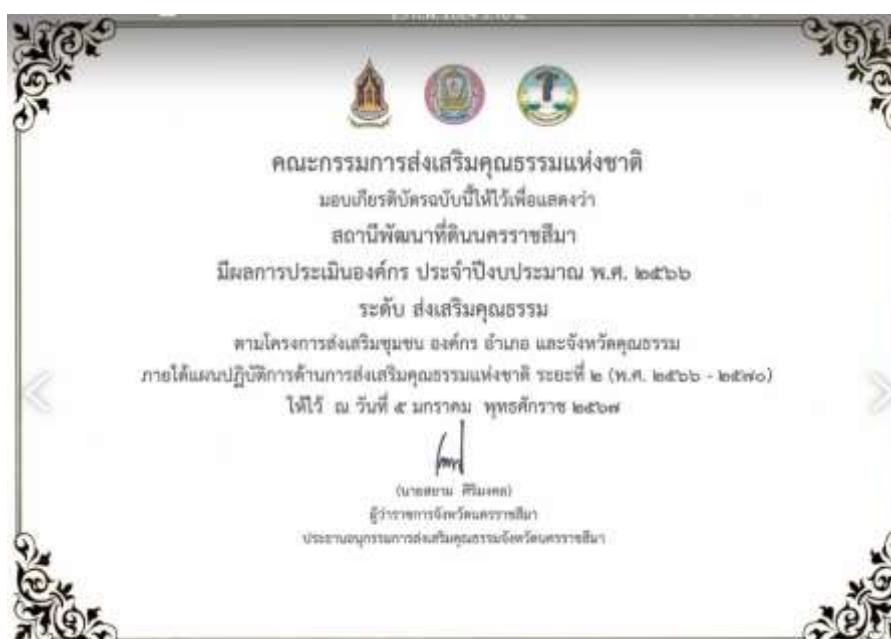 คณะกรรมการส่งเสริมคุณธรรมแห่งชาติ
มอบเกียรติบัตรฉบับนี้ให้ไว้เพื่อแสดงว่า
สถานีพัฒนาที่ดินนครราชสีมา
มีผลการประเมินองค์กร ประจำปีงบประมาณ พ.ศ. ๒๕๖๖
ระดับ ส่งเสริมคุณธรรม
ตามโครงการส่งเสริมชุมชน องค์กร อำเภอ และจังหวัดคุณธรรม
ภายใต้แผนปฏิบัติการด้านการส่งเสริมคุณธรรมแห่งชาติ ระยะที่ ๒ (พ.ศ. ๒๕๖๖ - ๒๕๗๐)
ให้ไว้ ณ วันที่ ๕ มกราคม พุทธศักราช ๒๕๖๗
(นายสยาม ศิริมงคล)
ผู้ว่าราชการจังหวัดนครราชสีมา
ประธานอนุกรรมการส่งเสริมคุณธรรมจังหวัดนครราชสีมา